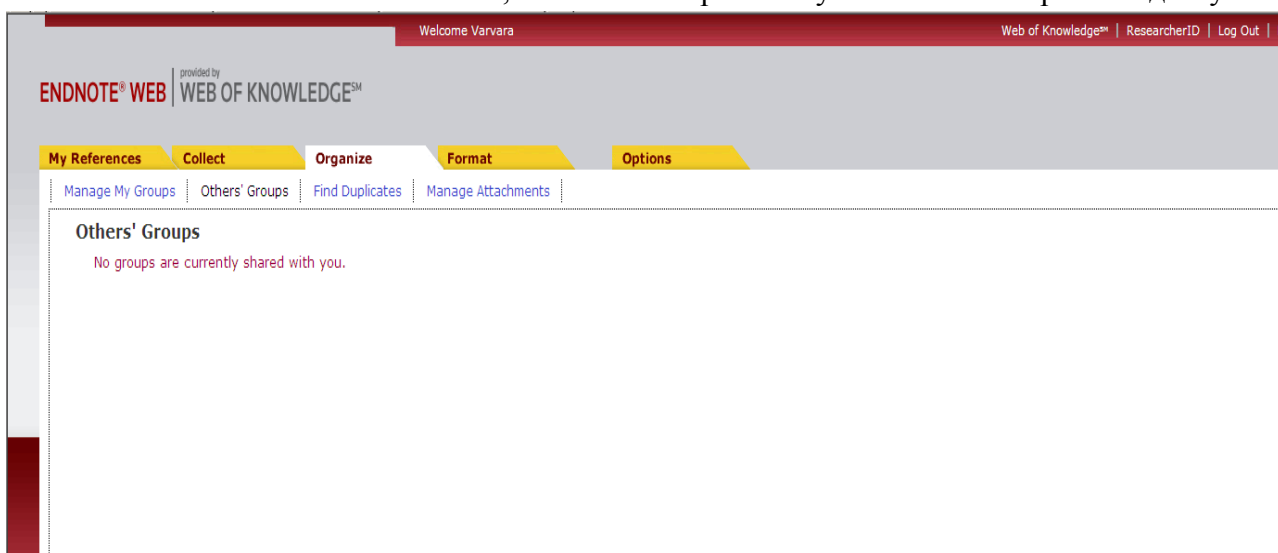 Welcome Varvara Web of Knowledge℠ | ResearcherID | Log Out |
provided by
ENDNOTE® WEB | WEB OF KNOWLEDGE℠
My References Collect Organize Format Options
Manage My Groups Others' Groups Find Duplicates Manage Attachments
Others' Groups
No groups are currently shared with you.